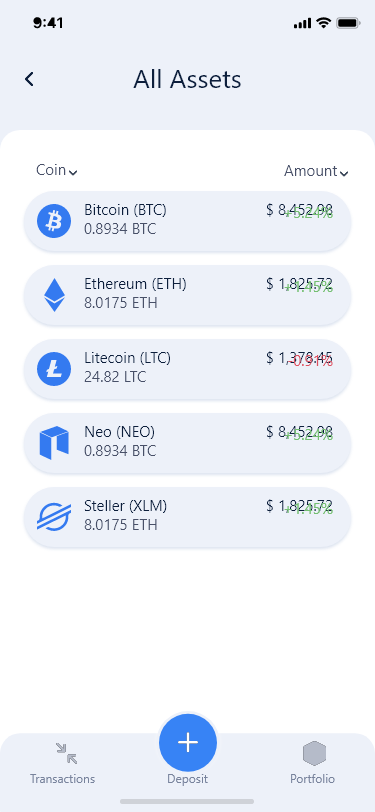 9:41
All Assets
Coin Amount
Bitcoin (BTC) $ 8,452.98
0.8934 BTC +5.24%
Ethereum (ETH) $ 1,825.72
8.0175 ETH +1.45%
Litecoin (LTC) $ 1,378.45
24.82 LTC -0.91%
Neo (NEO) $ 8,452.98
0.8934 BTC +5.24%
Steller (XLM) $ 1,825.72
8.0175 ETH +1.45%
Transactions Deposit Portfolio